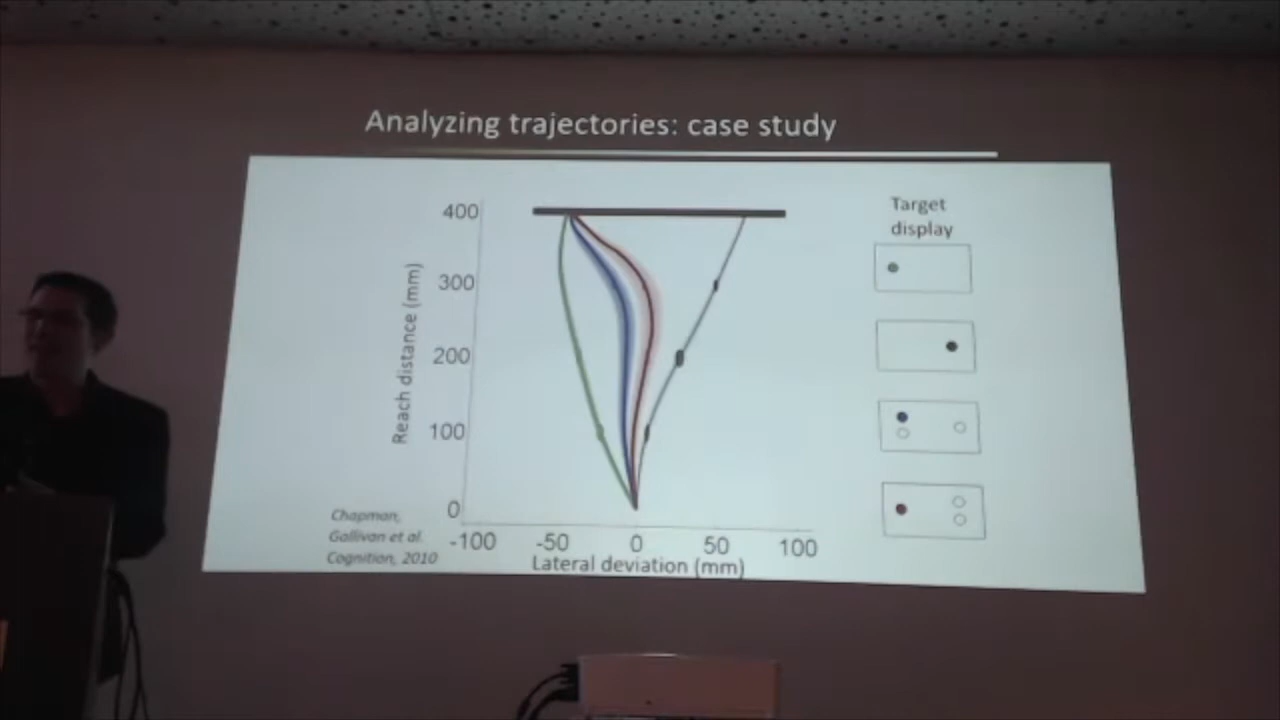 Analyzing trajectories: case study
Target
display
400
300
200
100
0
Reach distance (mm)
-100 -50 0 50 100
Lateral deviation (mm)
Chapman,
Gallivan et al.
Cognition, 2010